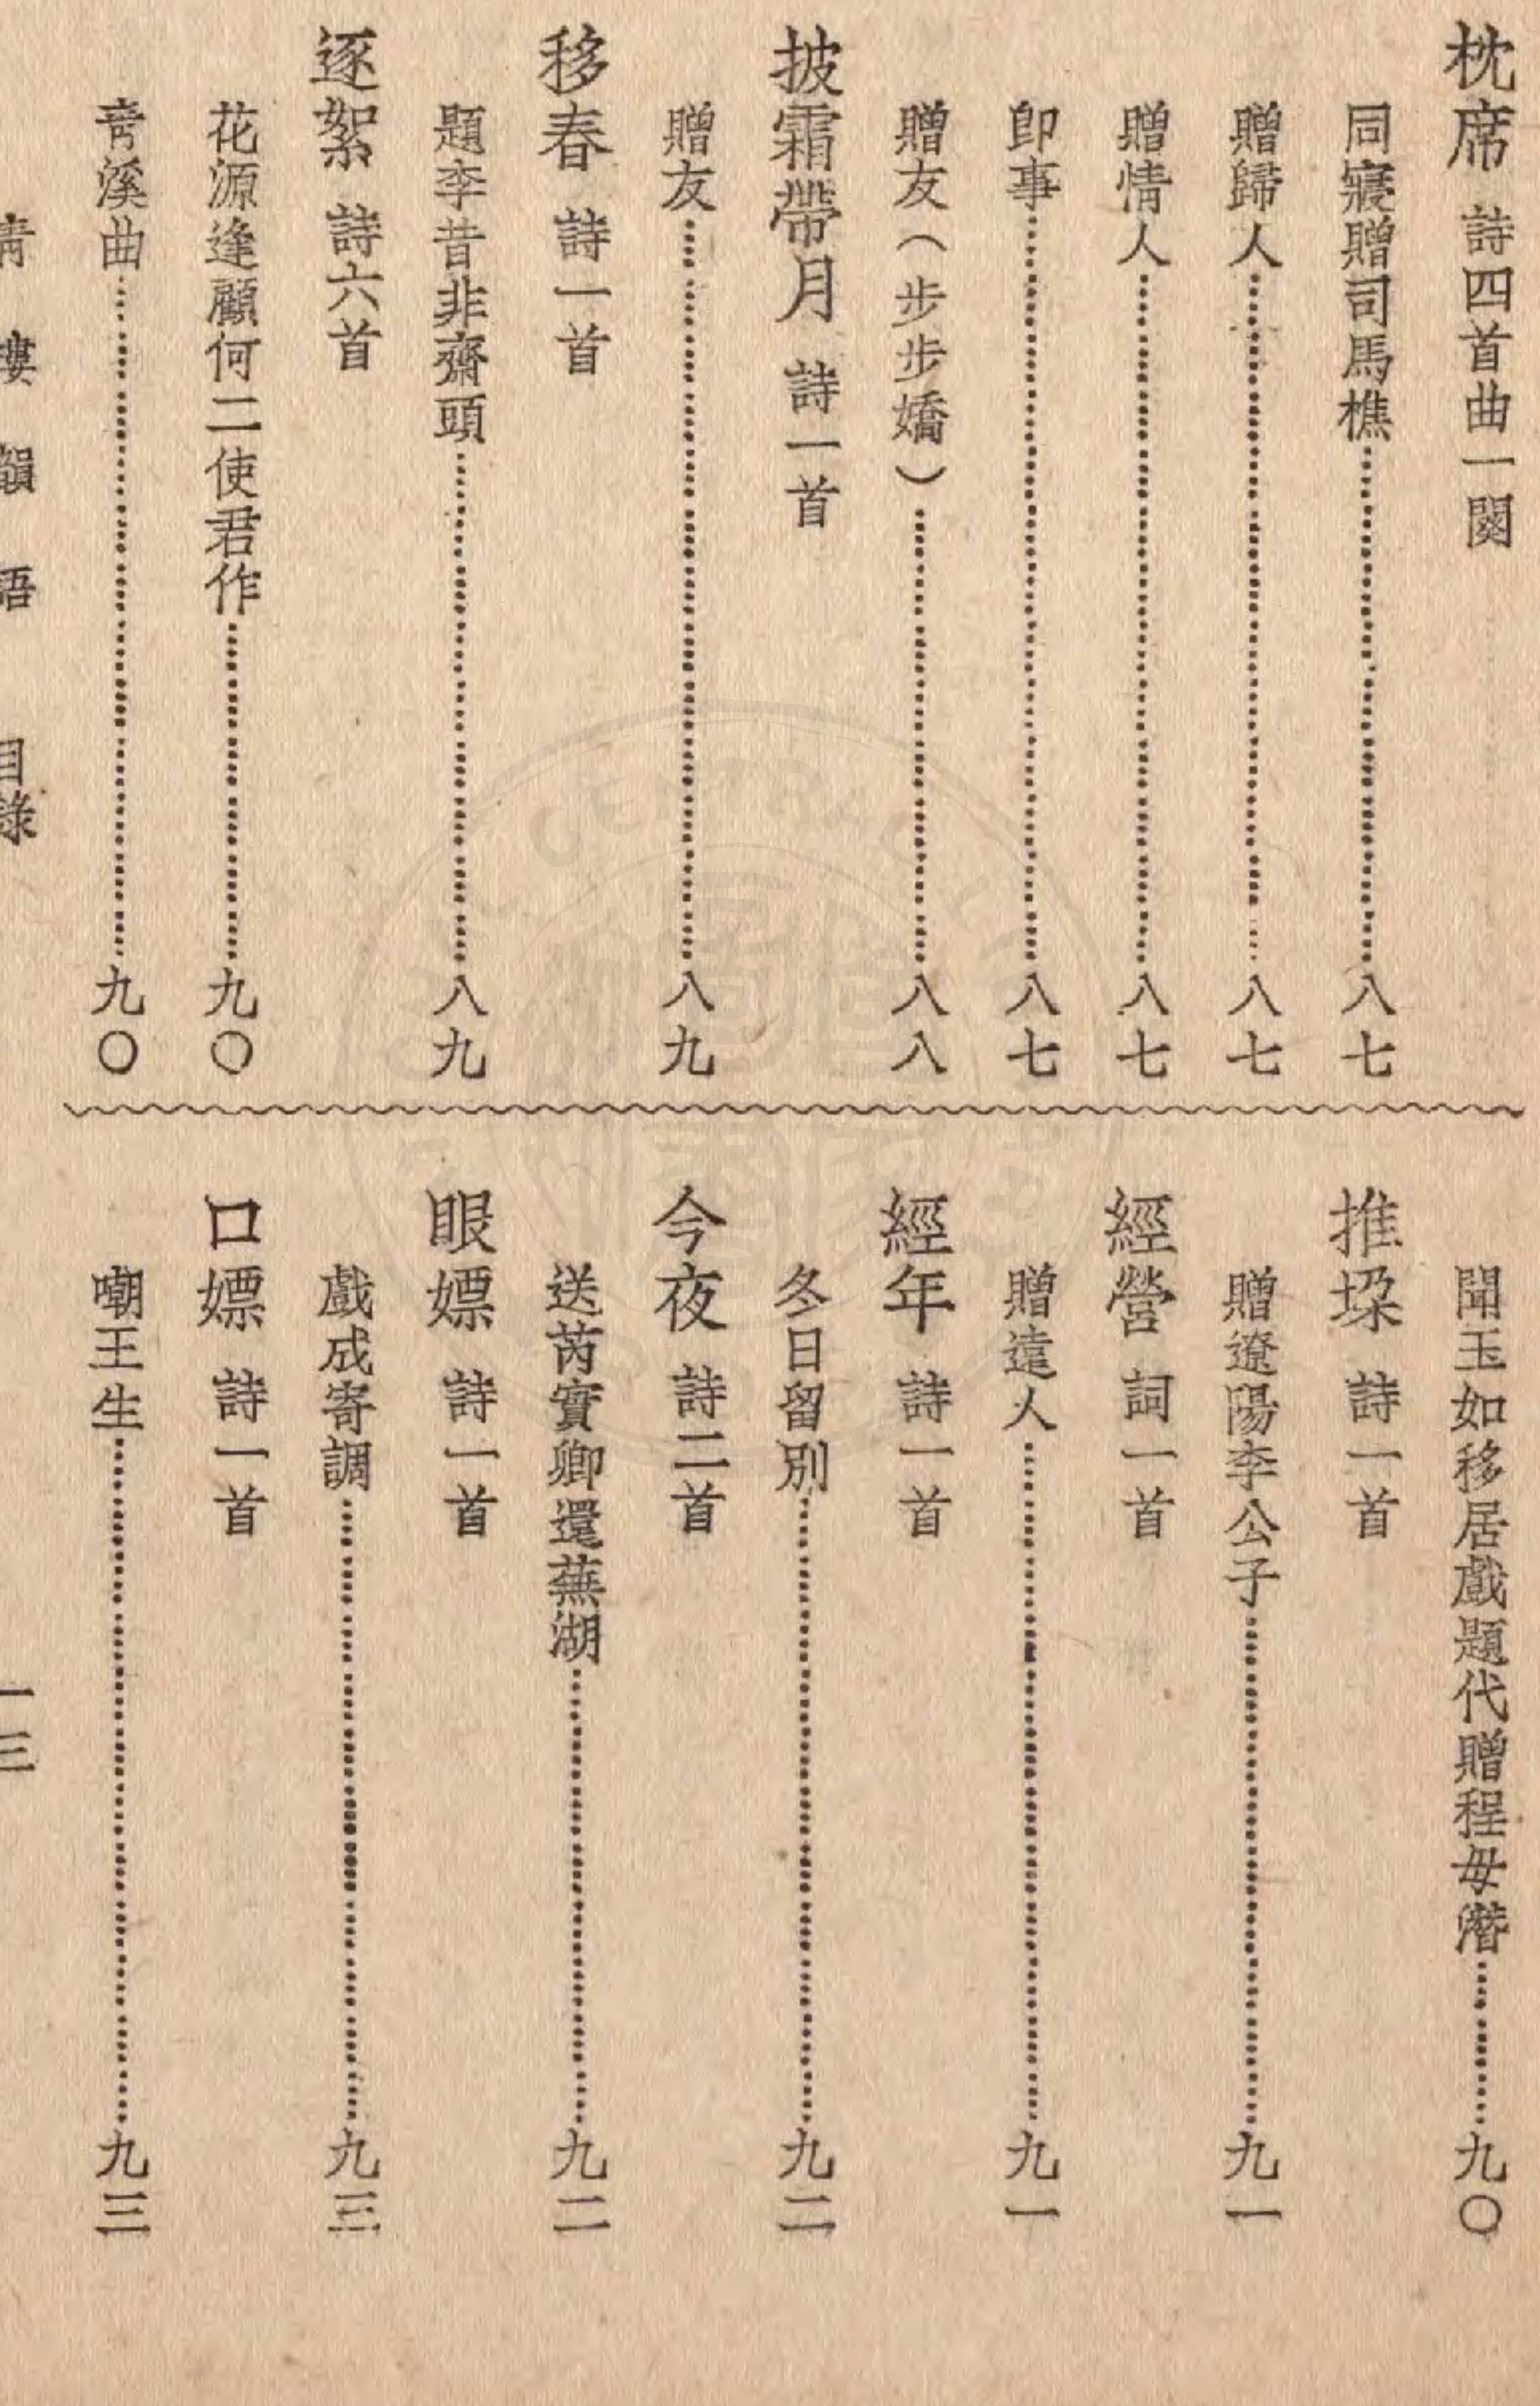 枕席 詩四首曲一闋
同寢贈司馬樵……八七
贈歸人……八七
贈情人……八七
卽事……八七
贈友（步步嬌）……八八
披霜帶月 詩一首
贈友……八九
移春 詩一首
題李昔非齋頭……八九
逐絮 詩六首
花源逢顧何二使君作……九〇
靑溪曲……九〇
聞玉如移居戲題代贈程毋潛……九〇
推垜 詩一首
贈遼陽李公子……九一
經營 詞一首
贈遠人……九一
經年 詩一首
冬日留別……九二
今夜 詩二首
送芮實卿還蕪湖……九二
眼嫖 詩一首
戲成寄調……九三
口嫖 詩一首
嘲王生……九三
靑樓韻語 目錄 一三